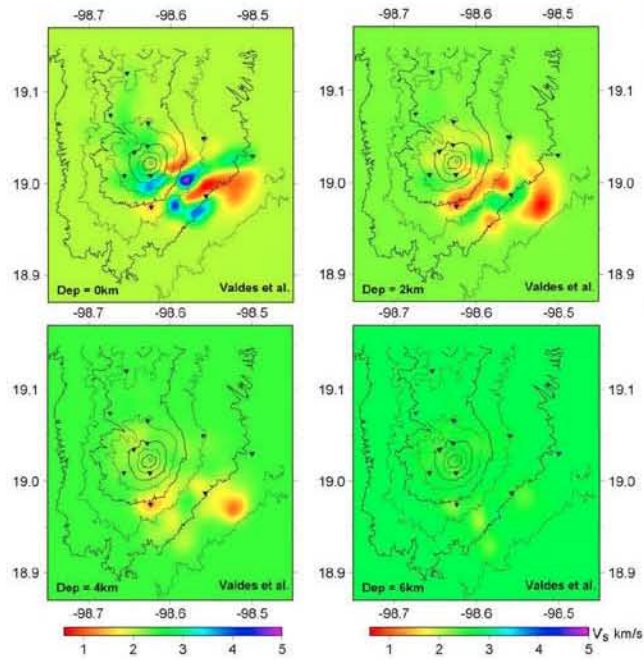 -98.7 -98.6 -98.5
-98.7 -98.6 -98.5
19.1
19.0
18.9
Dep = 0km
Valdes et al.
19.1
19.0
18.9
Dep = 2km
Valdes et al.
-98.7 -98.6 -98.5
-98.7 -98.6 -98.5
19.1
19.0
18.9
Dep = 4km
Valdes et al.
19.1
19.0
18.9
Dep = 6km
Valdes et al.
-98.7 -98.6 -98.5
-98.7 -98.6 -98.5
1 2 3 4 5
1 2 3 4 5
Vs km/s